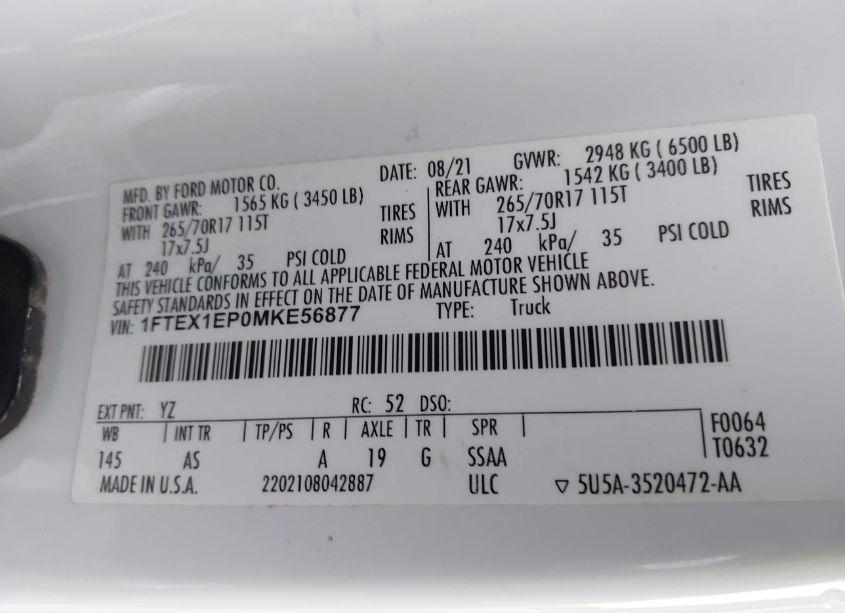 MFD. BY FORD MOTOR CO. DATE: 08/21 GVWR: 2948 KG ( 6500 LB)
FRONT GAWR: 1565 KG ( 3450 LB) REAR GAWR: 1542 KG ( 3400 LB)
WITH 265/70R17 115T TIRES WITH 265/70R17 115T TIRES
17x7.5J RIMS 17x7.5J RIMS
AT 240 kPa/ 35 PSI COLD AT 240 kPa/ 35 PSI COLD
THIS VEHICLE CONFORMS TO ALL APPLICABLE FEDERAL MOTOR VEHICLE
SAFETY STANDARDS IN EFFECT ON THE DATE OF MANUFACTURE SHOWN ABOVE.
VIN: 1FTEX1EP0MKE56877 TYPE: Truck
EXT PNT: YZ RC: 52 DSO:
WB INT TR TP/PS R AXLE TR SPR F0064
145 AS A 19 G SSAA T0632
MADE IN U.S.A. 2202108042887 ULC ▽ 5U5A-3520472-AA